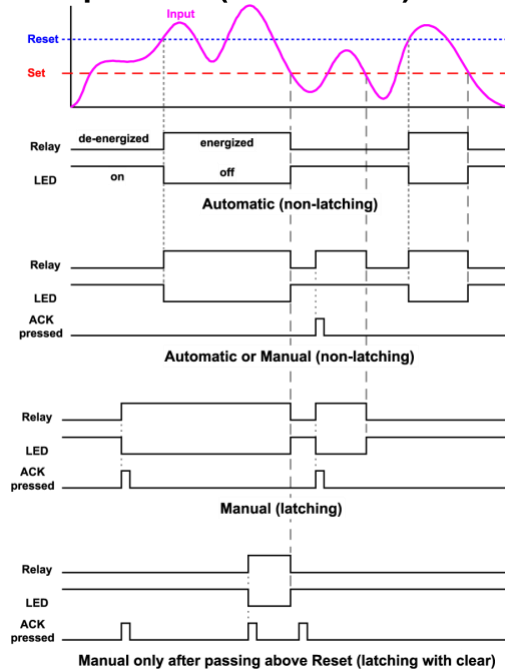 Input
Reset
Set
de-energized energized
Relay
LED
on off
Automatic (non-latching)
Relay
LED
ACK
pressed
Automatic or Manual (non-latching)
Relay
LED
ACK
pressed
Manual (latching)
Relay
LED
ACK
pressed
Manual only after passing above Reset (latching with clear)